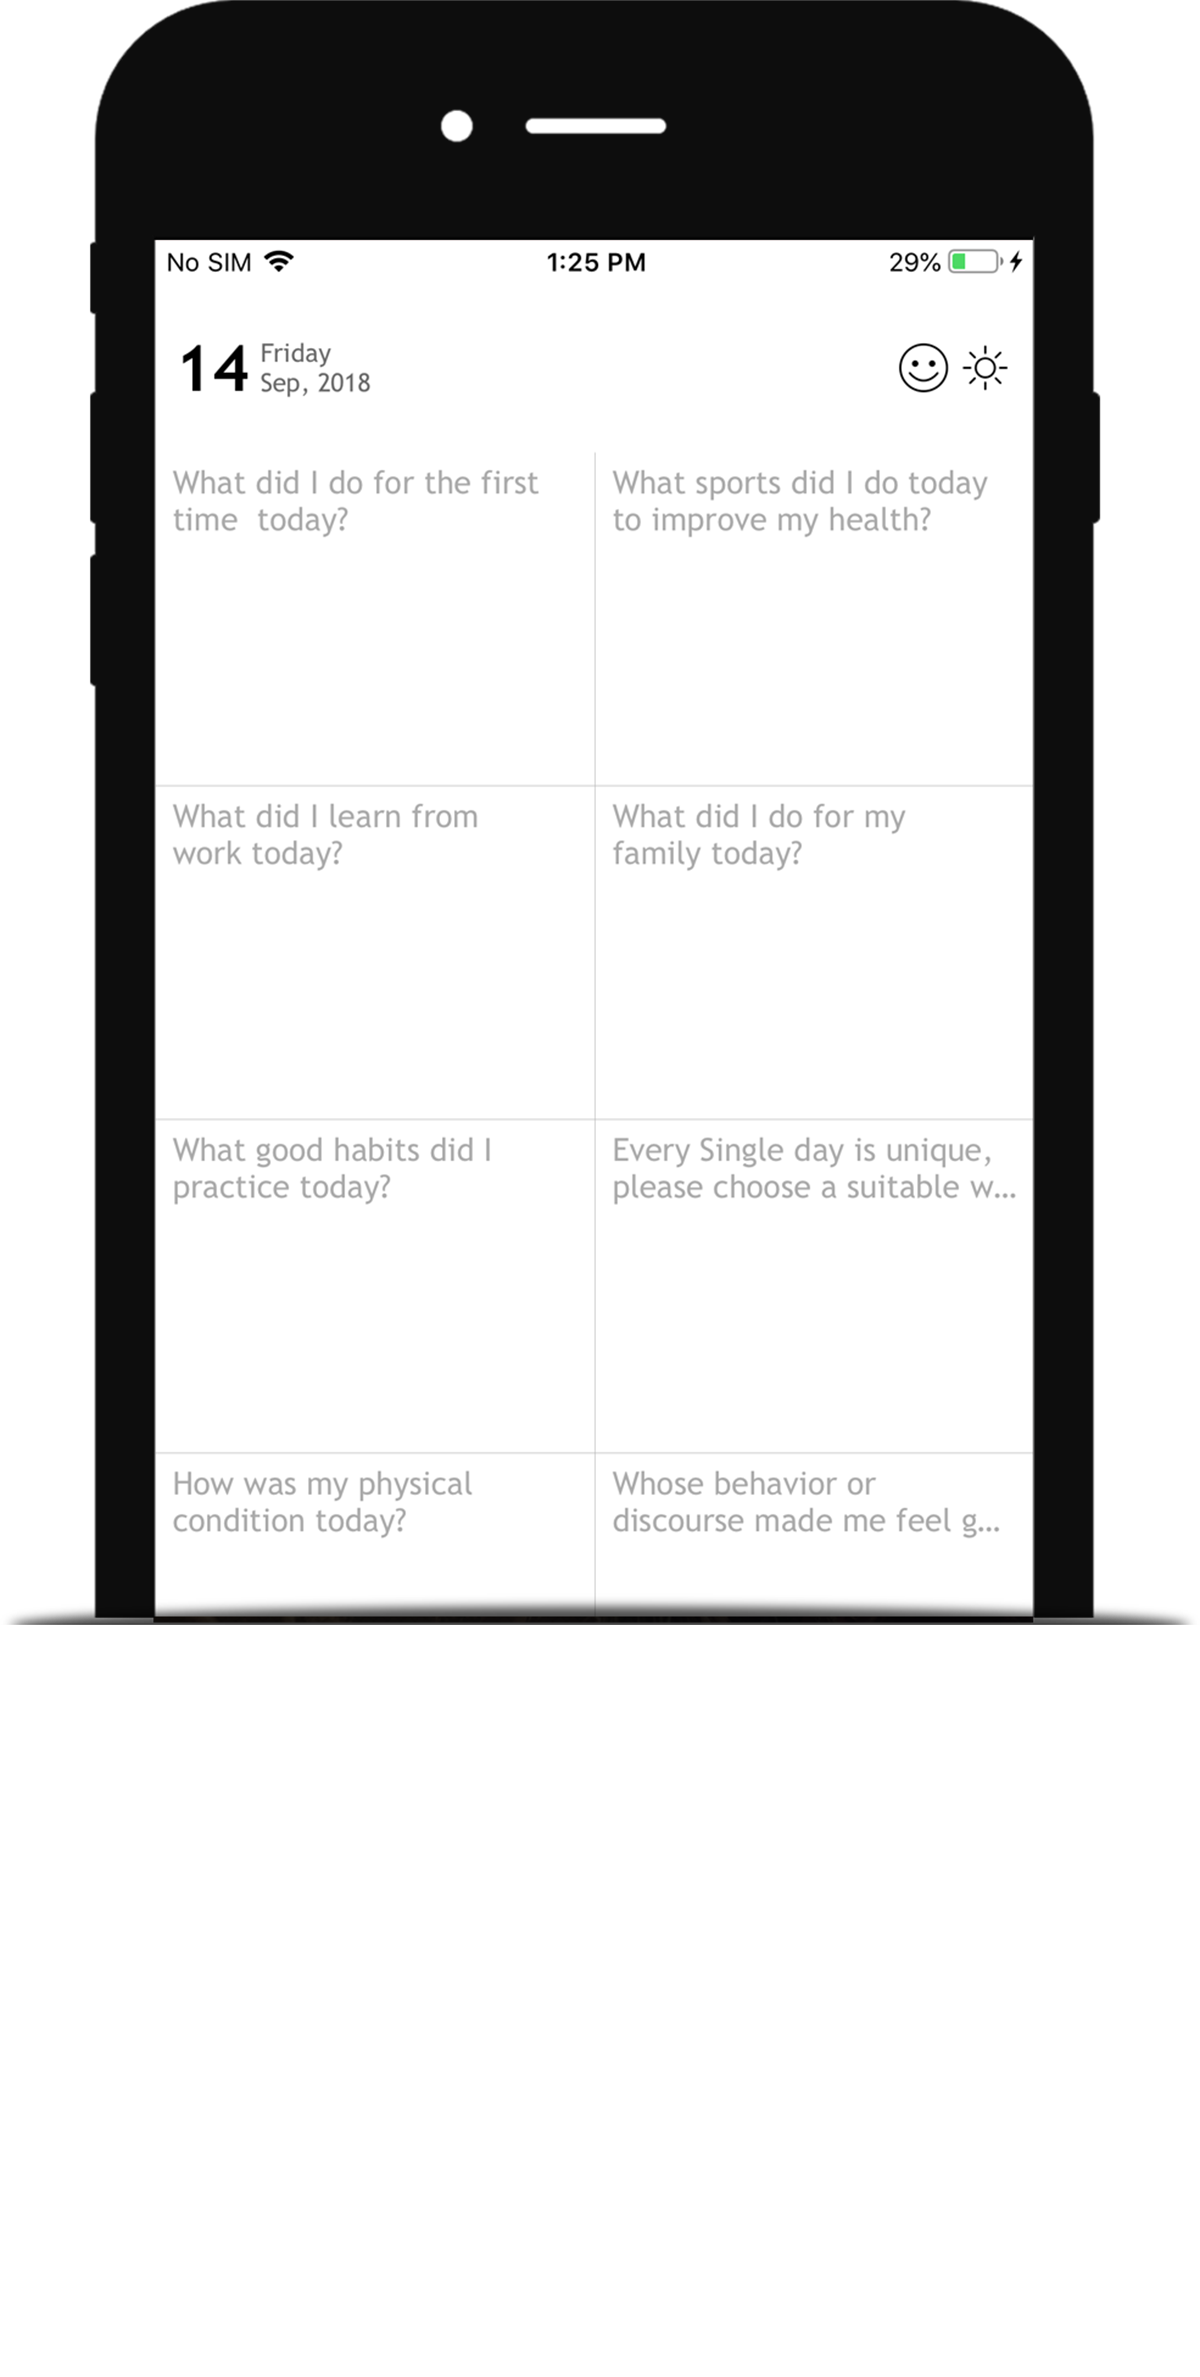 No SIM 1:25 PM 29%
14 Friday
Sep, 2018
What did I do for the first
time  today?
What sports did I do today
to improve my health?
What did I learn from
work today?
What did I do for my
family today?
What good habits did I
practice today?
Every Single day is unique,
please choose a suitable w...
How was my physical
condition today?
Whose behavior or
discourse made me feel g...